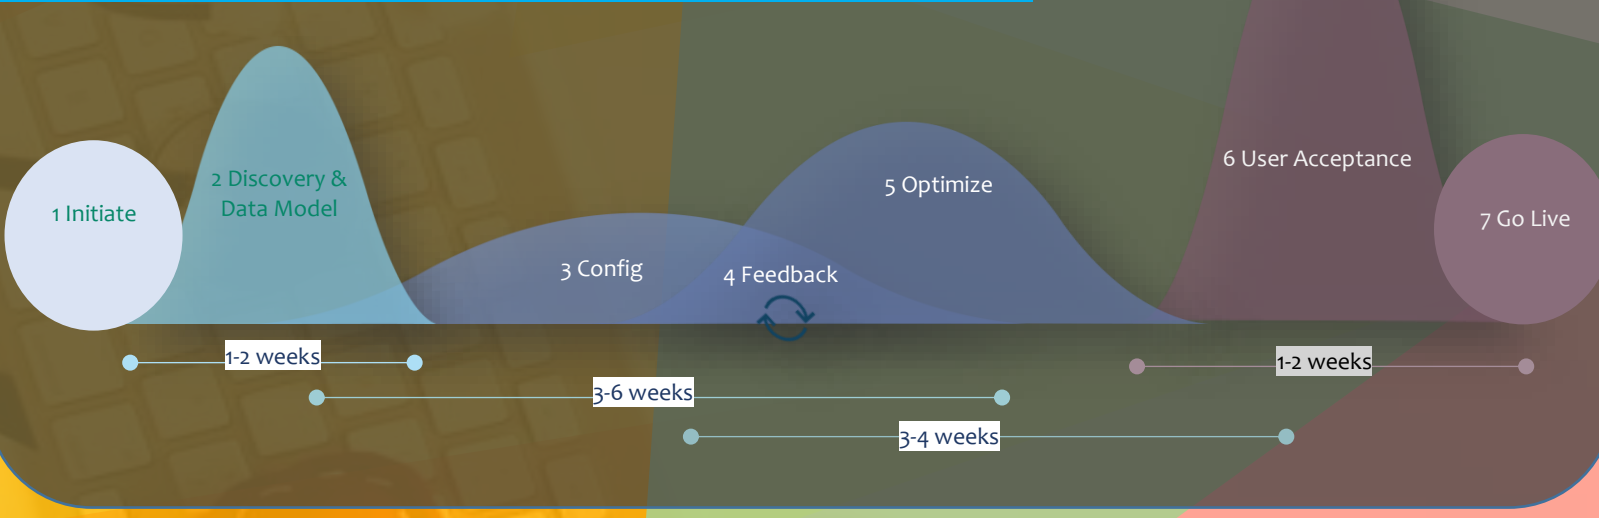 1 Initiate
2 Discovery &
Data Model
3 Config
4 Feedback
5 Optimize
6 User Acceptance
7 Go Live
1-2 weeks
3-6 weeks
3-4 weeks
1-2 weeks